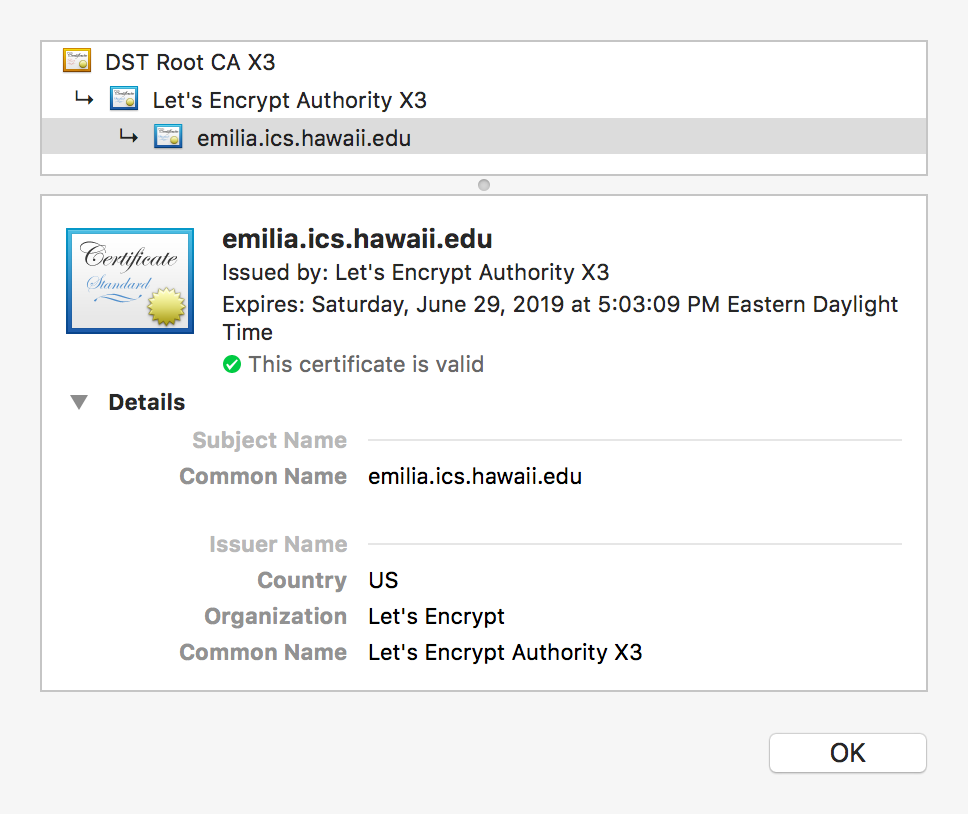 DST Root CA X3
Let's Encrypt Authority X3
emilia.ics.hawaii.edu
Certificate
Standard
emilia.ics.hawaii.edu
Issued by: Let's Encrypt Authority X3
Expires: Saturday, June 29, 2019 at 5:03:09 PM Eastern Daylight
Time
This certificate is valid
Details
Subject Name
Common Name emilia.ics.hawaii.edu
Issuer Name
Country US
Organization Let's Encrypt
Common Name Let's Encrypt Authority X3
OK